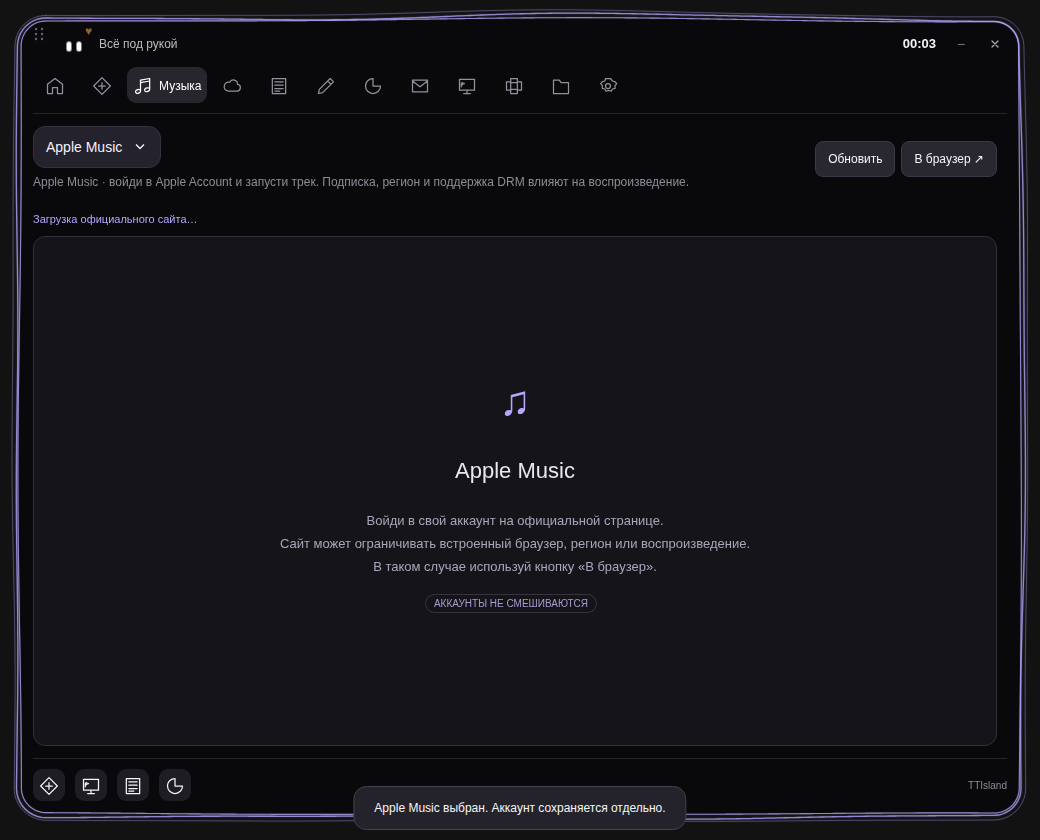 Всё под рукой
00:03
Музыка
Apple Music
Обновить
В браузер ↗
Apple Music · войди в Apple Account и запусти трек. Подписка, регион и поддержка DRM влияют на воспроизведение.
Загрузка официального сайта…
Apple Music
Войди в свой аккаунт на официальной странице.
Сайт может ограничивать встроенный браузер, регион или воспроизведение.
В таком случае используй кнопку «В браузер».
АККАУНТЫ НЕ СМЕШИВАЮТСЯ
TTIsland
Apple Music выбран. Аккаунт сохраняется отдельно.